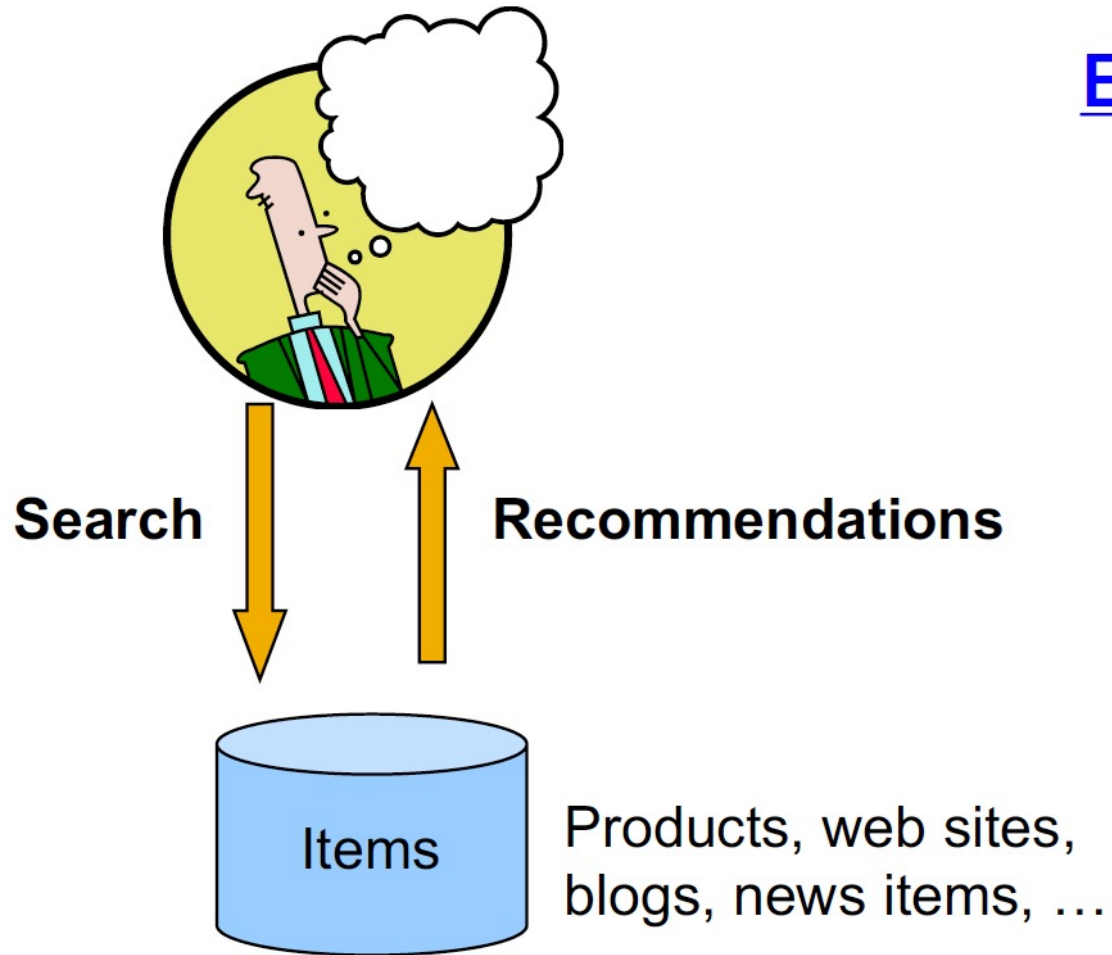 Search
Recommendations
Items
Products, web sites,
blogs, news items, …